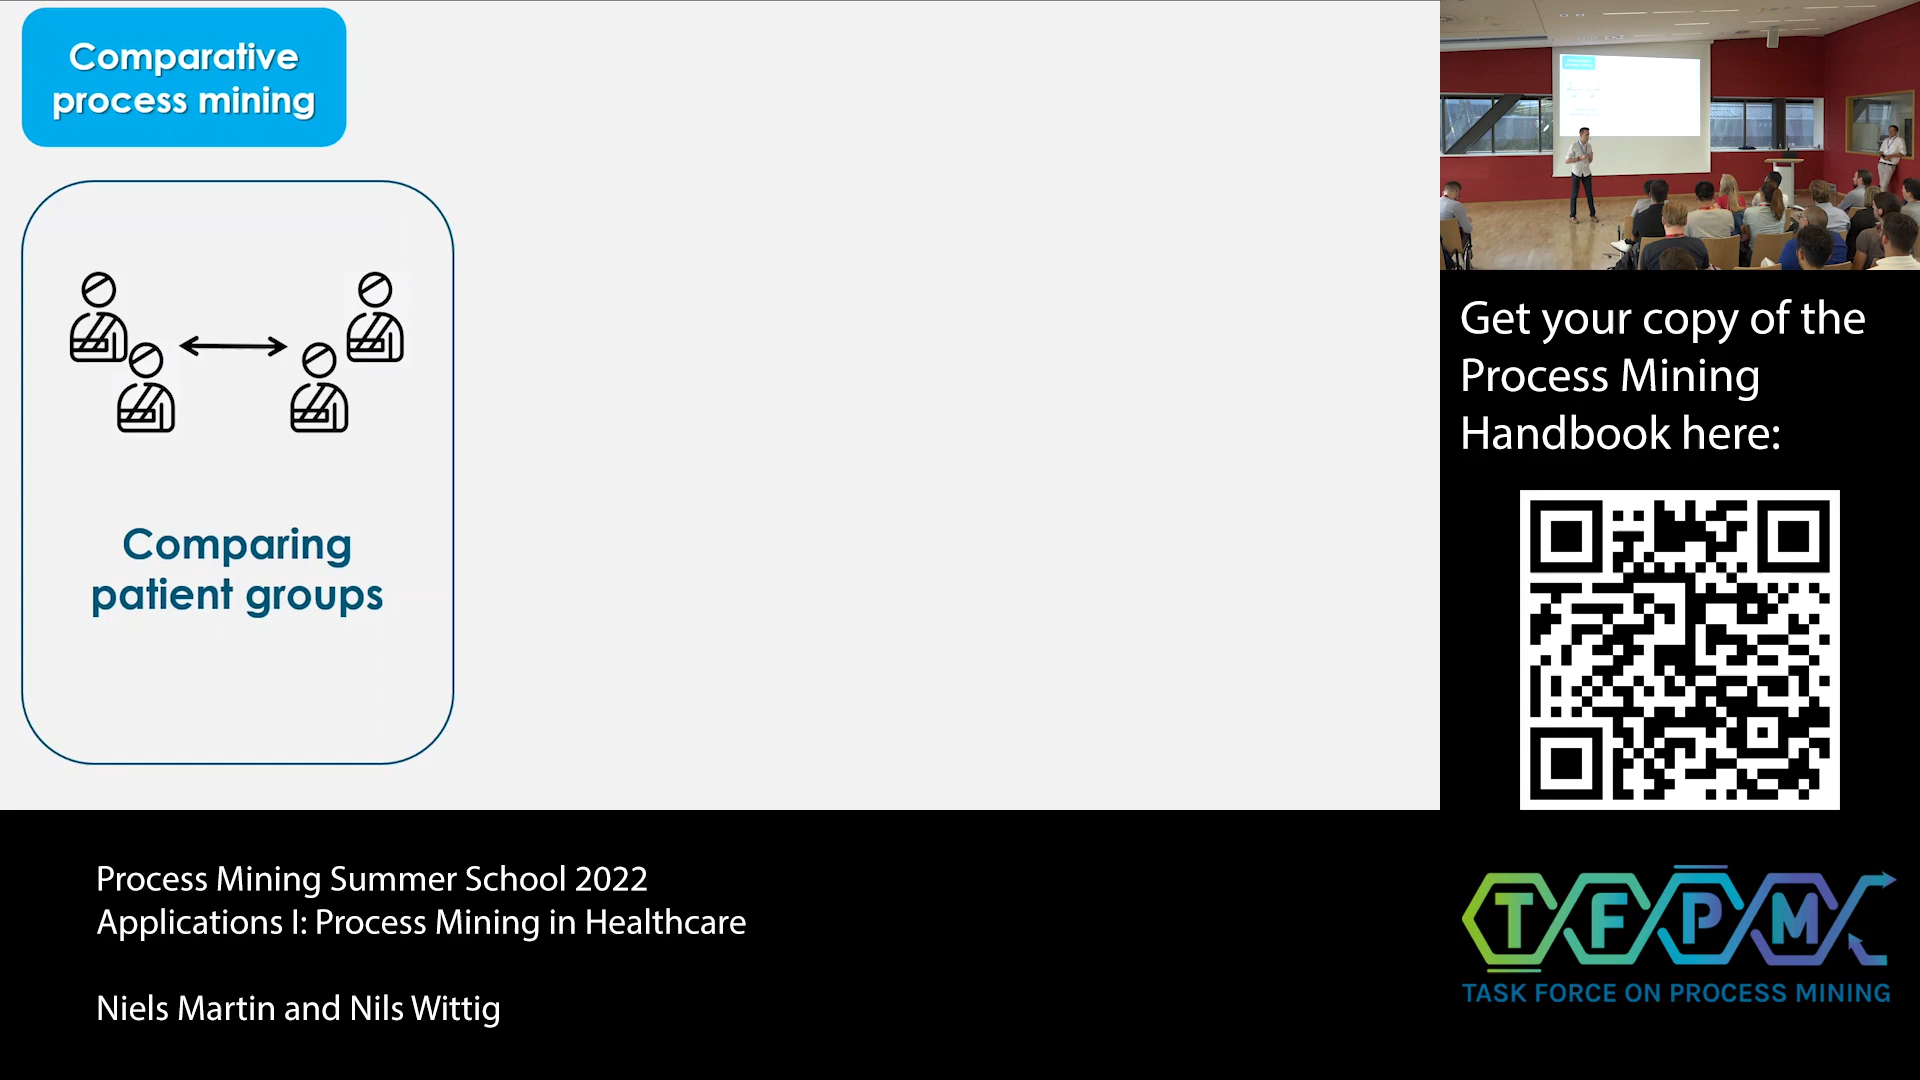 Comparative
process mining
Comparing
patient groups
Get your copy of the
Process Mining
Handbook here:
Process Mining Summer School 2022
Applications I: Process Mining in Healthcare
Niels Martin and Nils Wittig
TFPM
TASK FORCE ON PROCESS MINING